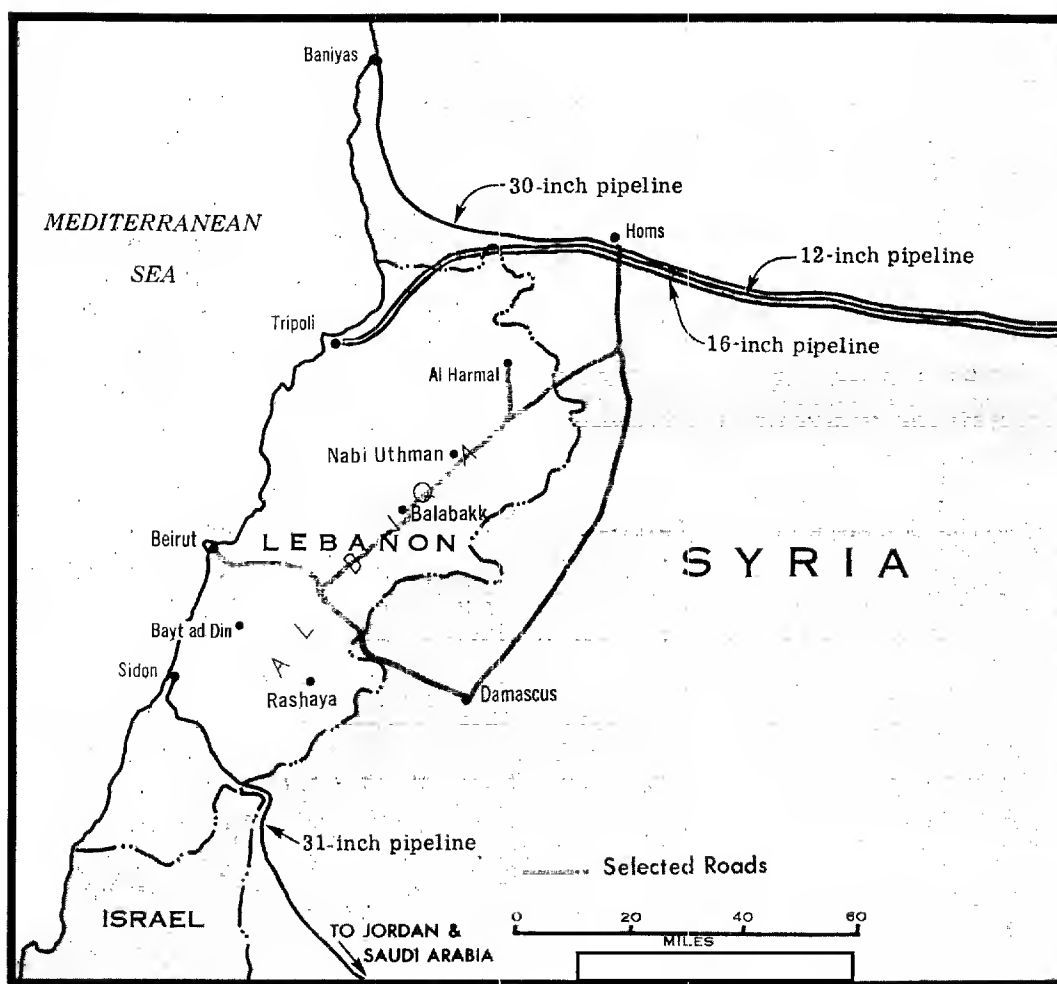 Baniyas
30-inch pipeline
MEDITERRANEAN
SEA
Homs
12-inch pipeline
Tripoli
16-inch pipeline
Al Harmal
Nabi Uthman
Balabakk
Beirut
LEBANON
SYRIA
AL BIQA
Bayt ad Din
Sidon
Rashaya
Damascus
31-inch pipeline
Selected Roads
ISRAEL
TO JORDAN &
SAUDI ARABIA
0 20 40 60
MILES